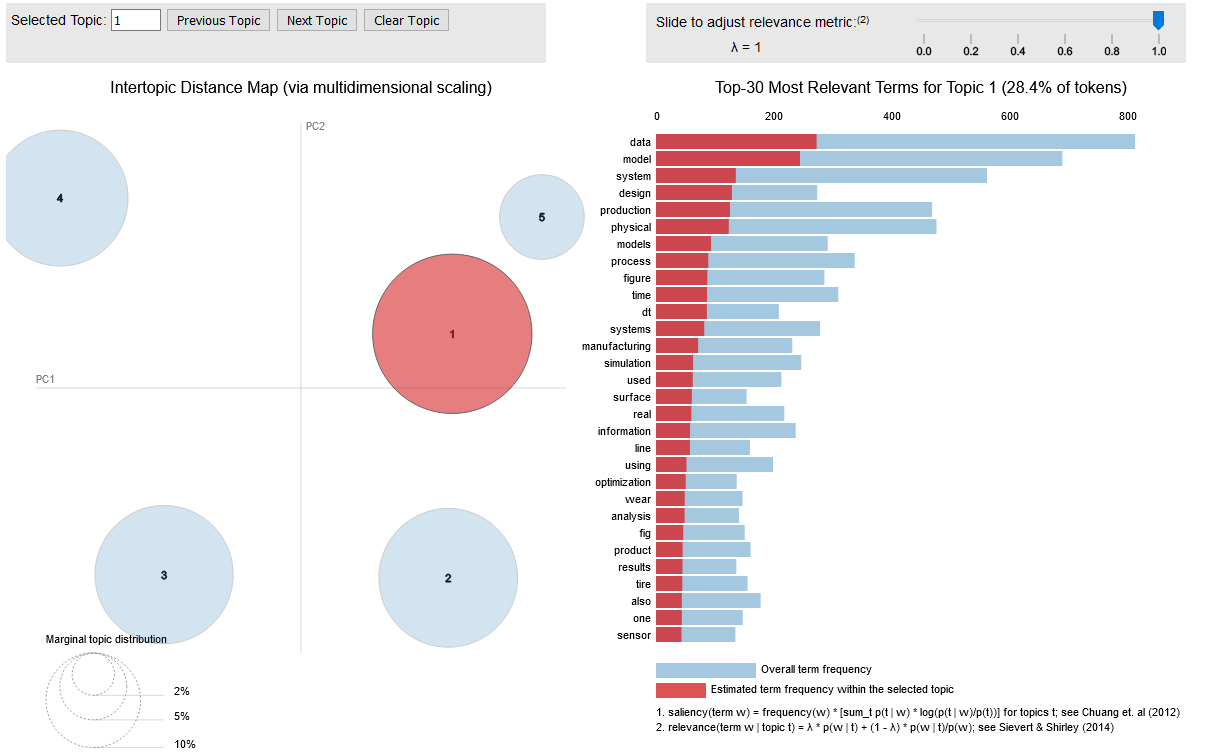 Selected Topic: 1 Previous Topic Next Topic Clear Topic
Slide to adjust relevance metric:(2)
λ = 1
0.0 0.2 0.4 0.6 0.8 1.0
Intertopic Distance Map (via multidimensional scaling)
PC2
PC1
4
5
1
3
2
Marginal topic distribution
2%
5%
10%
Top-30 Most Relevant Terms for Topic 1 (28.4% of tokens)
0 200 400 600 800
data
model
system
design
production
physical
models
process
figure
time
dt
systems
manufacturing
simulation
used
surface
real
information
line
using
optimization
wear
analysis
fig
product
results
tire
also
one
sensor
Overall term frequency
Estimated term frequency within the selected topic
1. saliency(term w) = frequency(w) * [sum_t p(t | w) * log(p(t | w)/p(t))] for topics t; see Chuang et. al (2012)
2. relevance(term w | topic t) = λ * p(w | t) + (1 - λ) * p(w | t)/p(w); see Sievert & Shirley (2014)